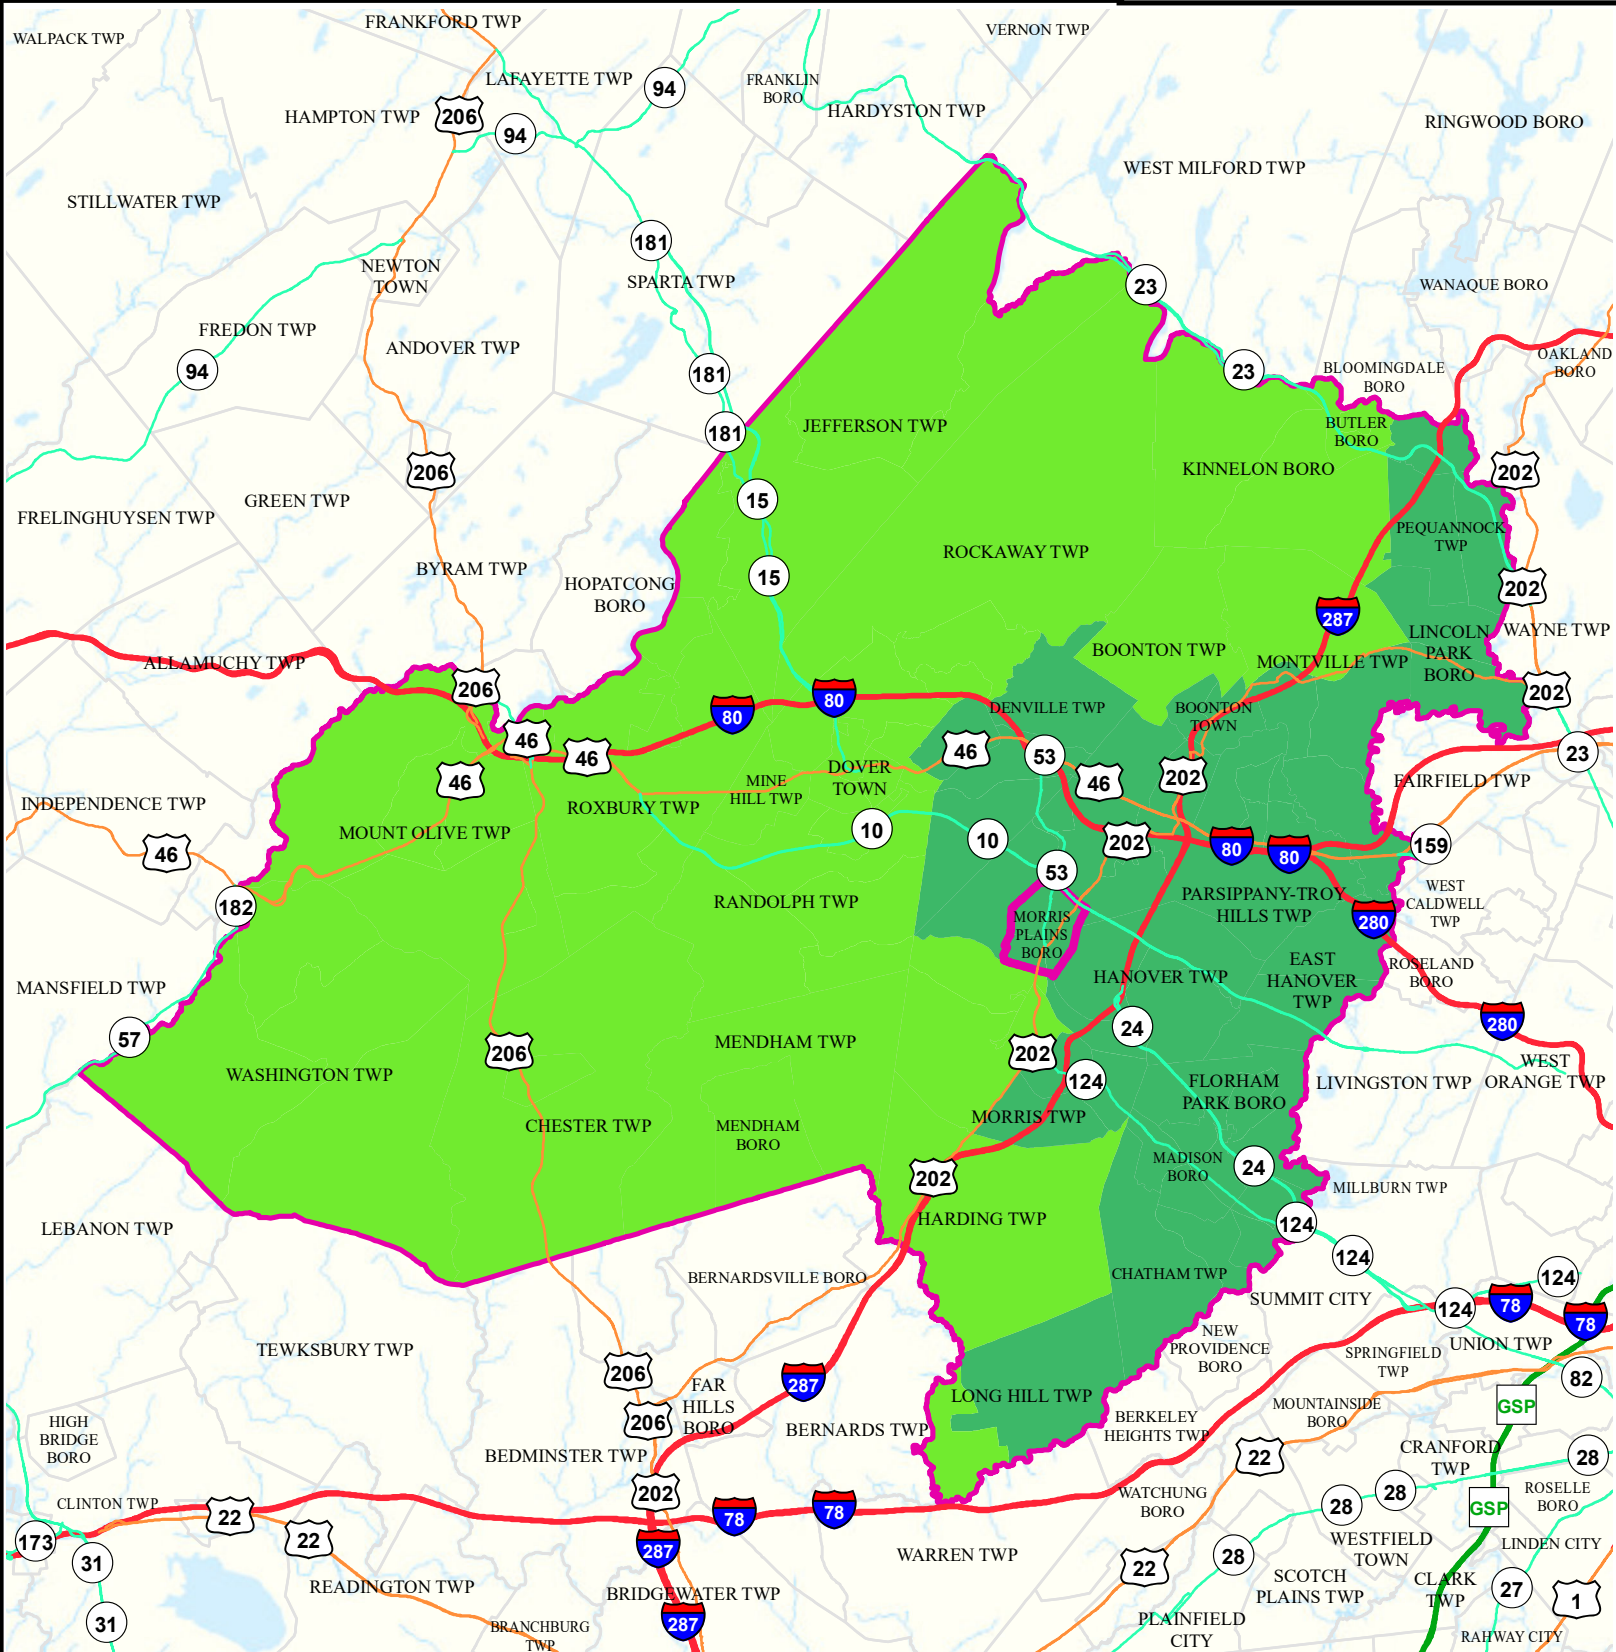 FRANKFORD TWP
WALPACK TWP
VERNON TWP
LAFAYETTE TWP
94
FRANKLIN
BORO
HARDYSTON TWP
HAMPTON TWP
206
94
RINGWOOD BORO
WEST MILFORD TWP
STILLWATER TWP
181
NEWTON
TOWN
SPARTA TWP
23
WANAQUE BORO
FREDON TWP
ANDOVER TWP
94
181
23
BLOOMINGDALE
BORO
OAKLAND
BORO
181
JEFFERSON TWP
BUTLER
BORO
KINNELON BORO
206
202
GREEN TWP
15
FRELINGHUYSEN TWP
PEQUANNOCK
TWP
ROCKAWAY TWP
BYRAM TWP
15
HOPATCONG
BORO
202
287
LINCOLN
PARK
BORO
WAYNE TWP
ALLAMUCHY TWP
BOONTON TWP
MONTVILLE TWP
206
80
80
202
DENVILLE TWP
BOONTON
TOWN
46
46
46
53
23
46
46
202
DOVER
TOWN
MINE
HILL TWP
FAIRFIELD TWP
INDEPENDENCE TWP
ROXBURY TWP
MOUNT OLIVE TWP
10
10
202
80
80
159
46
53
182
RANDOLPH TWP
PARSIPPANY-TROY
HILLS TWP
WEST
CALDWELL
TWP
MORRIS
PLAINS
BORO
280
MANSFIELD TWP
HANOVER TWP
EAST
HANOVER
TWP
ROSELAND
BORO
57
24
280
206
MENDHAM TWP
202
WASHINGTON TWP
124
FLORHAM
PARK BORO
LIVINGSTON TWP
WEST
ORANGE TWP
CHESTER TWP
MENDHAM
BORO
MORRIS TWP
MADISON
BORO
24
202
MILLBURN TWP
LEBANON TWP
HARDING TWP
124
124
BERNARDSVILLE BORO
CHATHAM TWP
124
SUMMIT CITY
124
78
78
TEWKSBURY TWP
NEW
PROVIDENCE
BORO
UNION TWP
SPRINGFIELD
TWP
206
287
82
FAR
HILLS
BORO
LONG HILL TWP
GSP
206
MOUNTAINSIDE
BORO
HIGH
BRIDGE
BORO
BERNARDS TWP
BERKELEY
HEIGHTS TWP
BEDMINSTER TWP
22
CRANFORD
TWP
28
202
CLINTON TWP
22
78
78
WATCHUNG
BORO
28
28
ROSELLE
BORO
GSP
173
22
287
WARREN TWP
28
WESTFIELD
TOWN
LINDEN CITY
31
22
READINGTON TWP
BRIDGEWATER TWP
SCOTCH
PLAINS TWP
CLARK
TWP
27
1
31
287
BRANCHBURG
TWP
PLAINFIELD
CITY
RAHWAY CITY